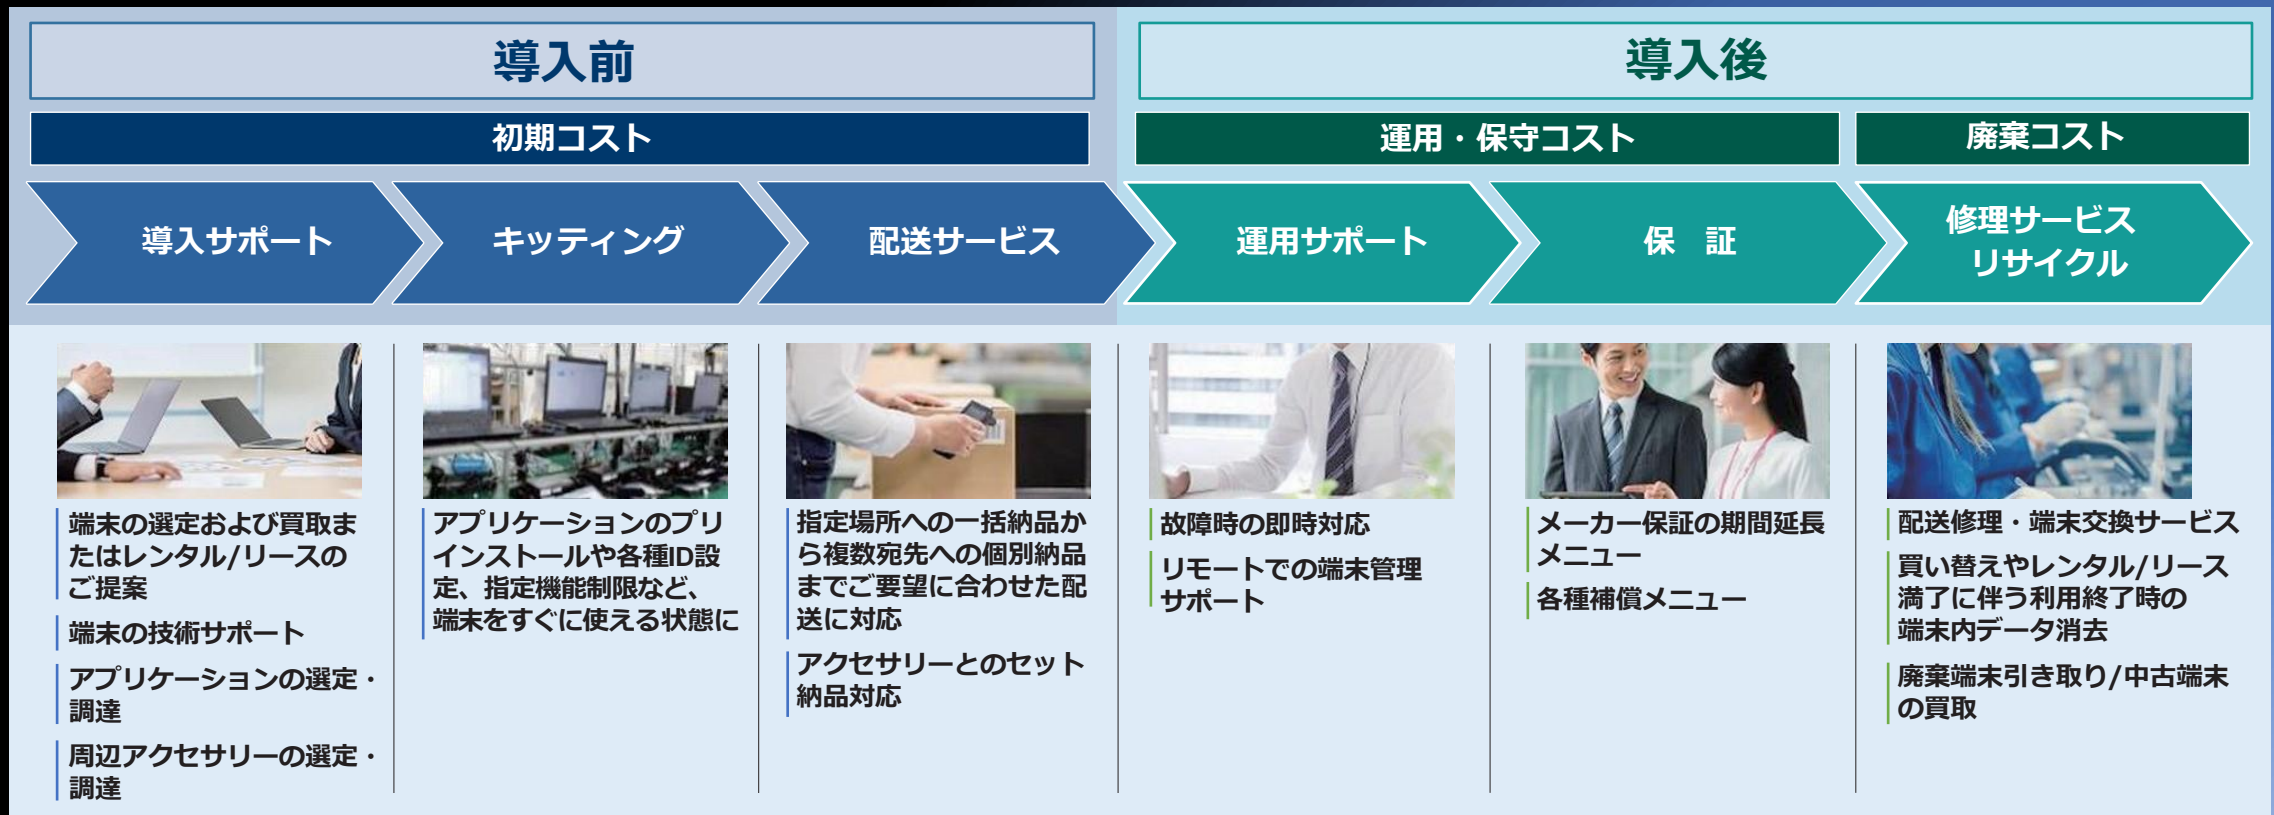 導入前
導入後
初期コスト
運用・保守コスト
廃棄コスト
導入サポート
キッティング
配送サービス
運用サポート
保　証
修理サービス
リサイクル
端末の選定および買取ま
たはレンタル/リースの
ご提案
端末の技術サポート
アプリケーションの選定・
調達
周辺アクセサリーの選定・
調達
アプリケーションのプリ
インストールや各種ID設
定、指定機能制限など、
端末をすぐに使える状態に
指定場所への一括納品か
ら複数宛先への個別納品
までご要望に合わせた配
送に対応
アクセサリーとのセット
納品対応
故障時の即時対応
リモートでの端末管理
サポート
メーカー保証の期間延長
メニュー
各種補償メニュー
配送修理・端末交換サービス
買い替えやレンタル/リース
満了に伴う利用終了時の
端末内データ消去
廃棄端末引き取り/中古端末
の買取